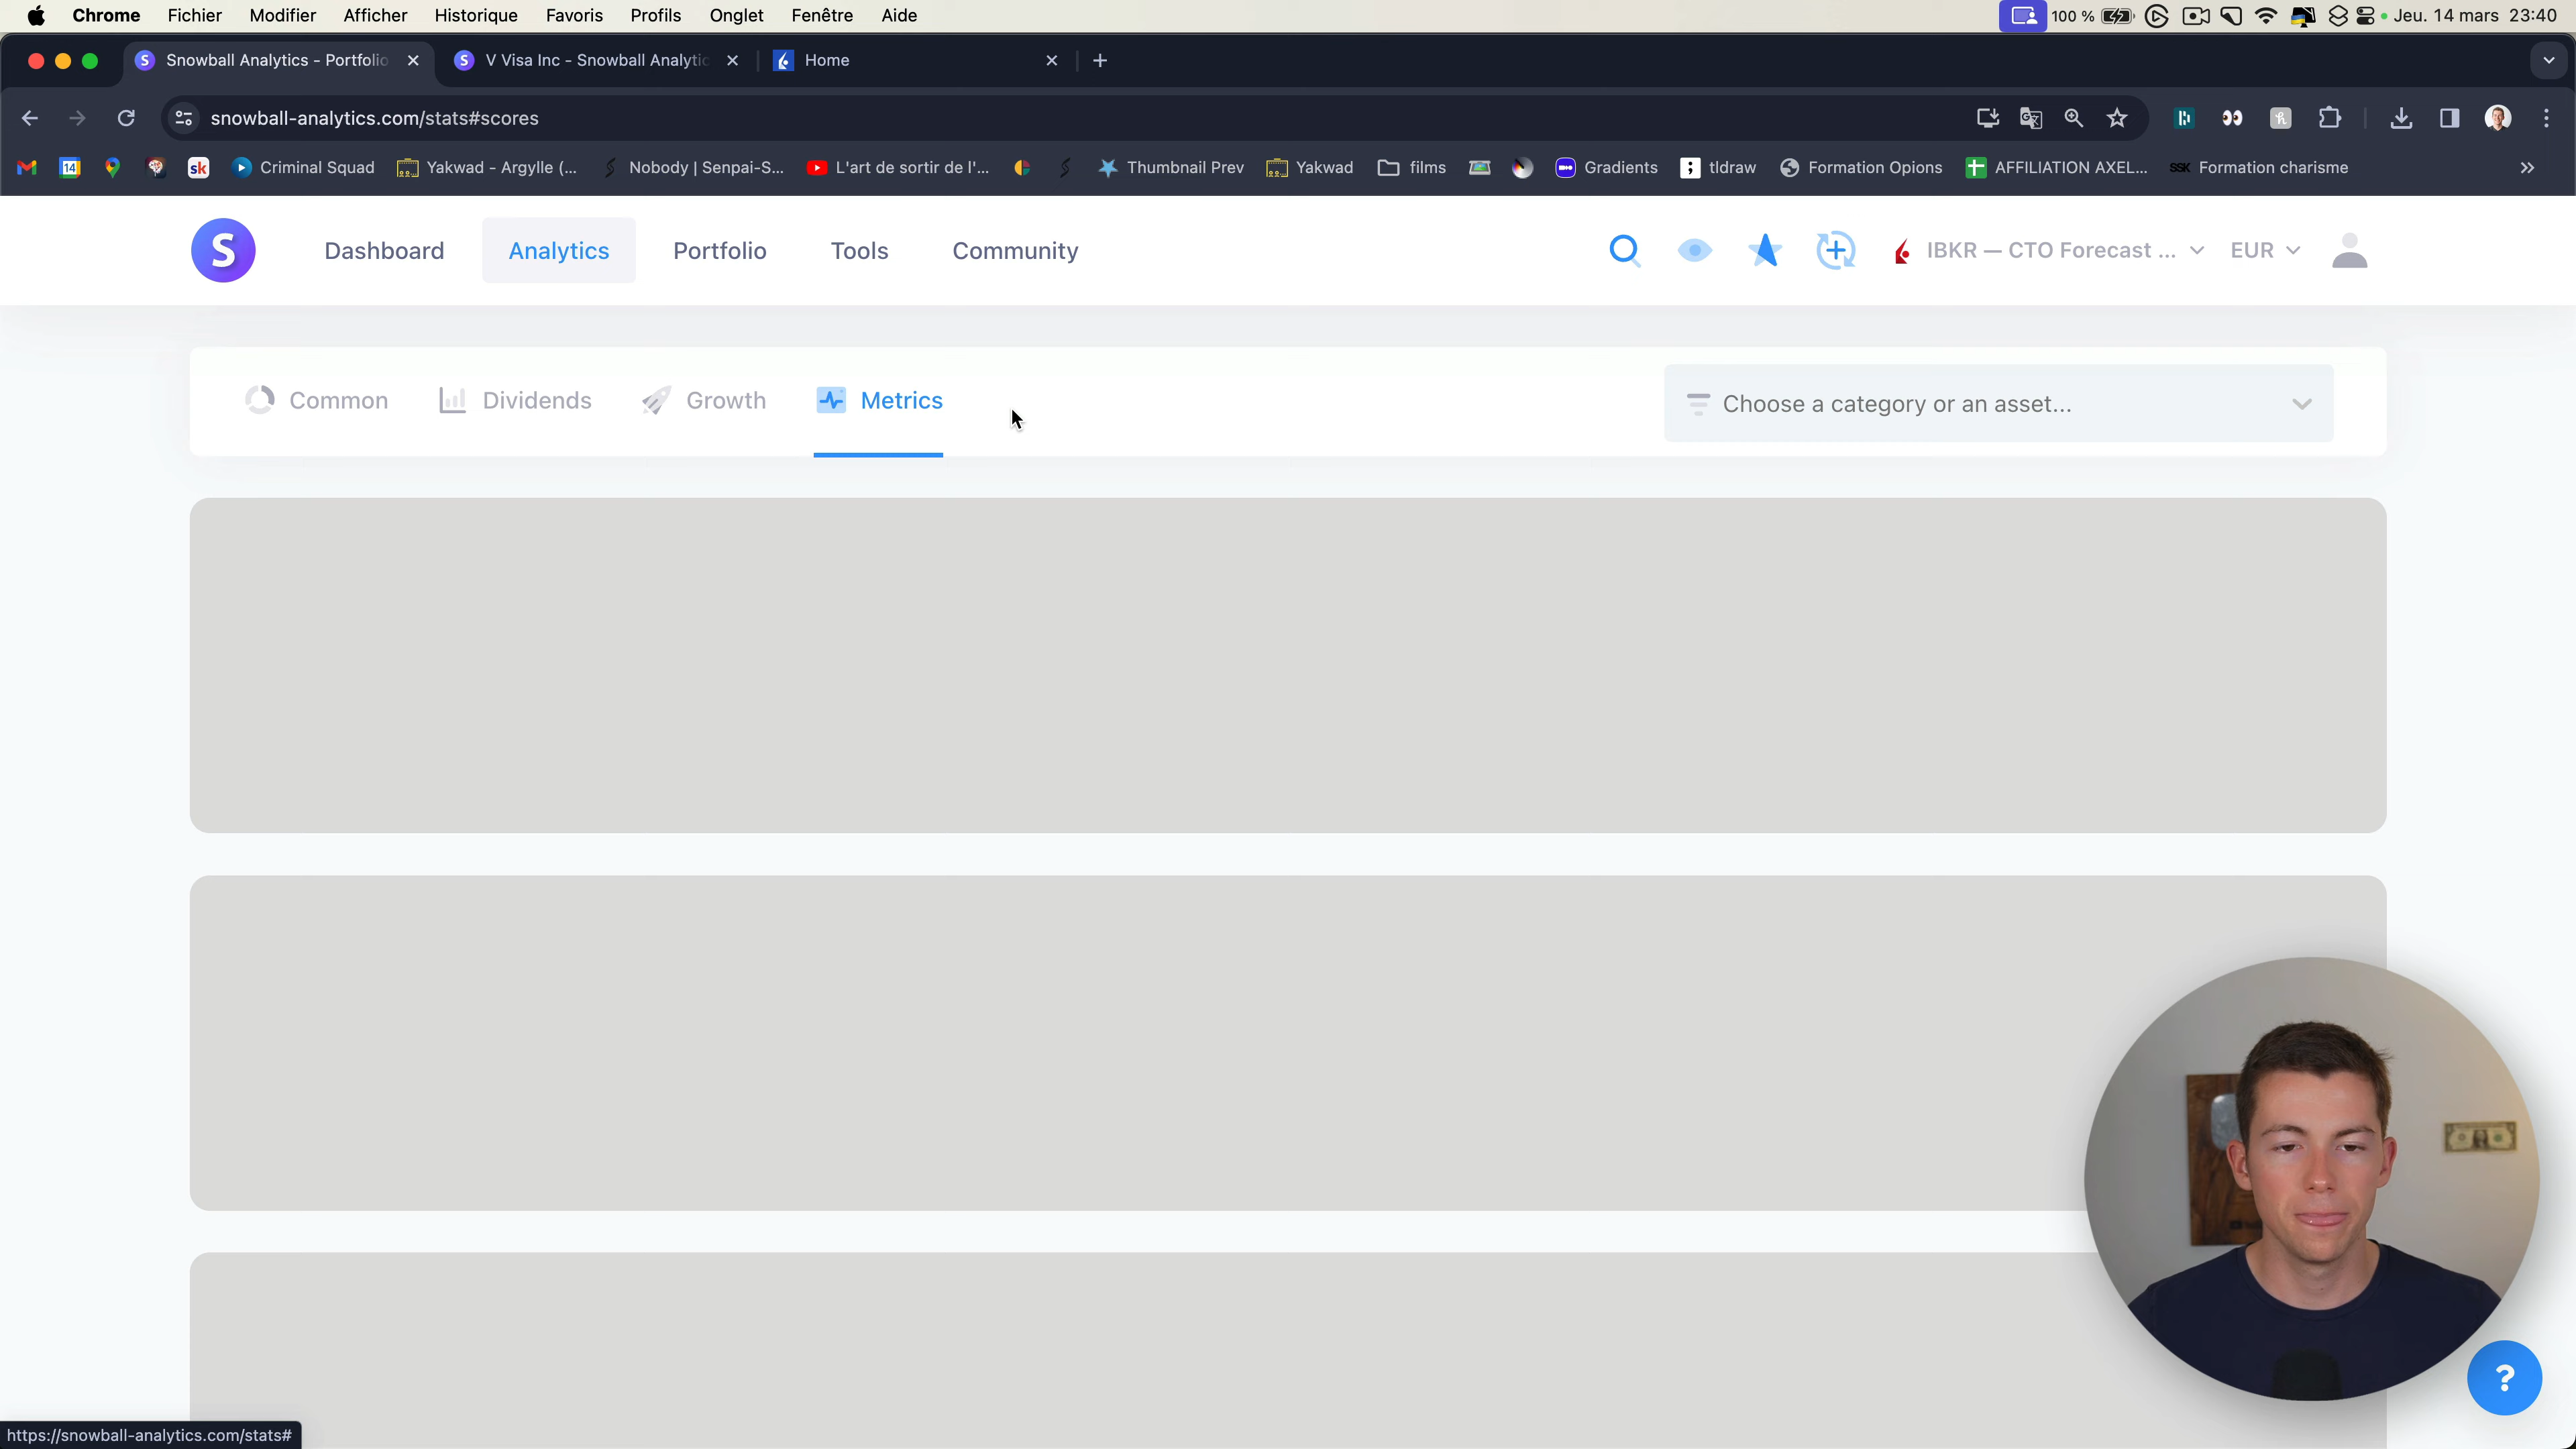 Chrome Fichier Modifier Afficher Historique Favoris Profils Onglet Fenêtre Aide 100 % Jeu. 14 mars 23:40
Snowball Analytics - Portfolio V Visa Inc - Snowball Analytic Home
snowball-analytics.com/stats#scores
14 sk Criminal Squad Yakwad - Argylle (... Nobody | Senpai-S... L'art de sortir de l'... Thumbnail Prev Yakwad films Gradients tldraw Formation Opions AFFILIATION AXEL... SSK Formation charisme
S Dashboard Analytics Portfolio Tools Community IBKR — CTO Forecast ... EUR
Common Dividends Growth Metrics Choose a category or an asset...
?
https://snowball-analytics.com/stats#